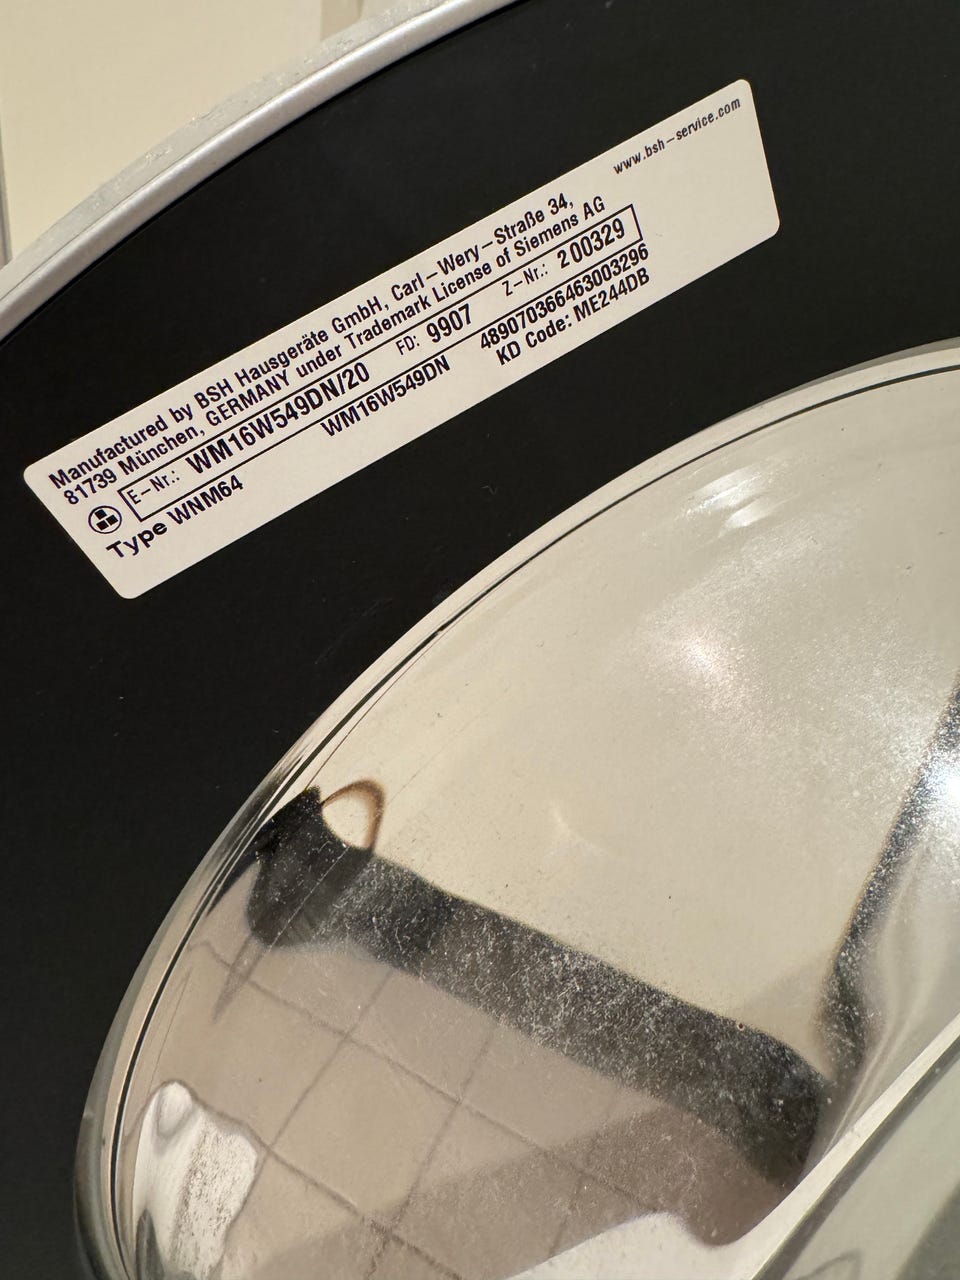 www.bsh-service.com
Manufactured by BSH Hausgeräte GmbH, Carl-Wery-Straße 34,
81739 München, GERMANY under Trademark License of Siemens AG
E-Nr.: WM16W549DN/20 FD: 9907 Z-Nr.: 200329
Type WNM64 WM16W549DN 489070366463003296
KD Code: ME244DB